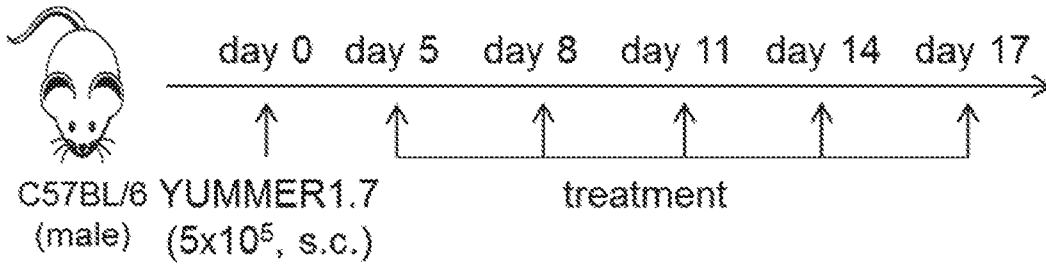 day 0 day 5 day 8 day 11 day 14 day 17
C57BL/6 YUMMER1.7 treatment
(male) (5x10⁵, s.c.)